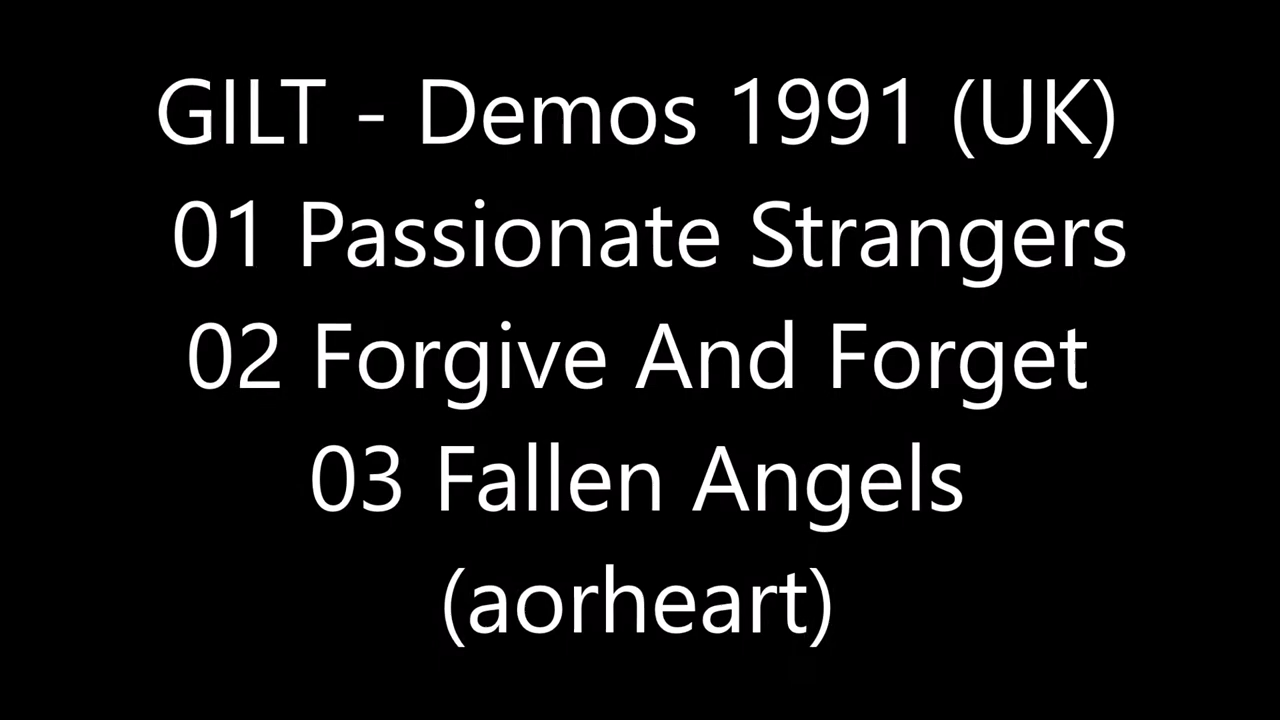 GILT - Demos 1991 (UK)
01 Passionate Strangers
02 Forgive And Forget
03 Fallen Angels
(aorheart)